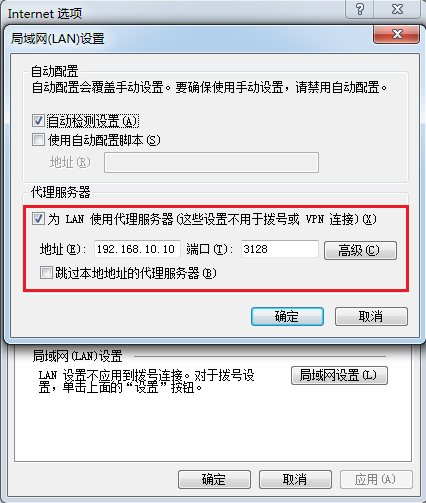 Internet 选项
局域网(LAN)设置
自动配置
自动配置会覆盖手动设置。要确保使用手动设置，请禁用自动配置。
自动检测设置(A)
使用自动配置脚本(S)
地址(R)
代理服务器
为 LAN 使用代理服务器(这些设置不用于拨号或 VPN 连接)(X)
地址(E): 192.168.10.10 端口(T): 3128 高级(C)
跳过本地地址的代理服务器(B)
确定 取消
局域网(LAN)设置
LAN 设置不应用到拨号连接。对于拨号设 局域网设置(L)
置，单击上面的“设置”按钮。
确定 取消 应用(A)